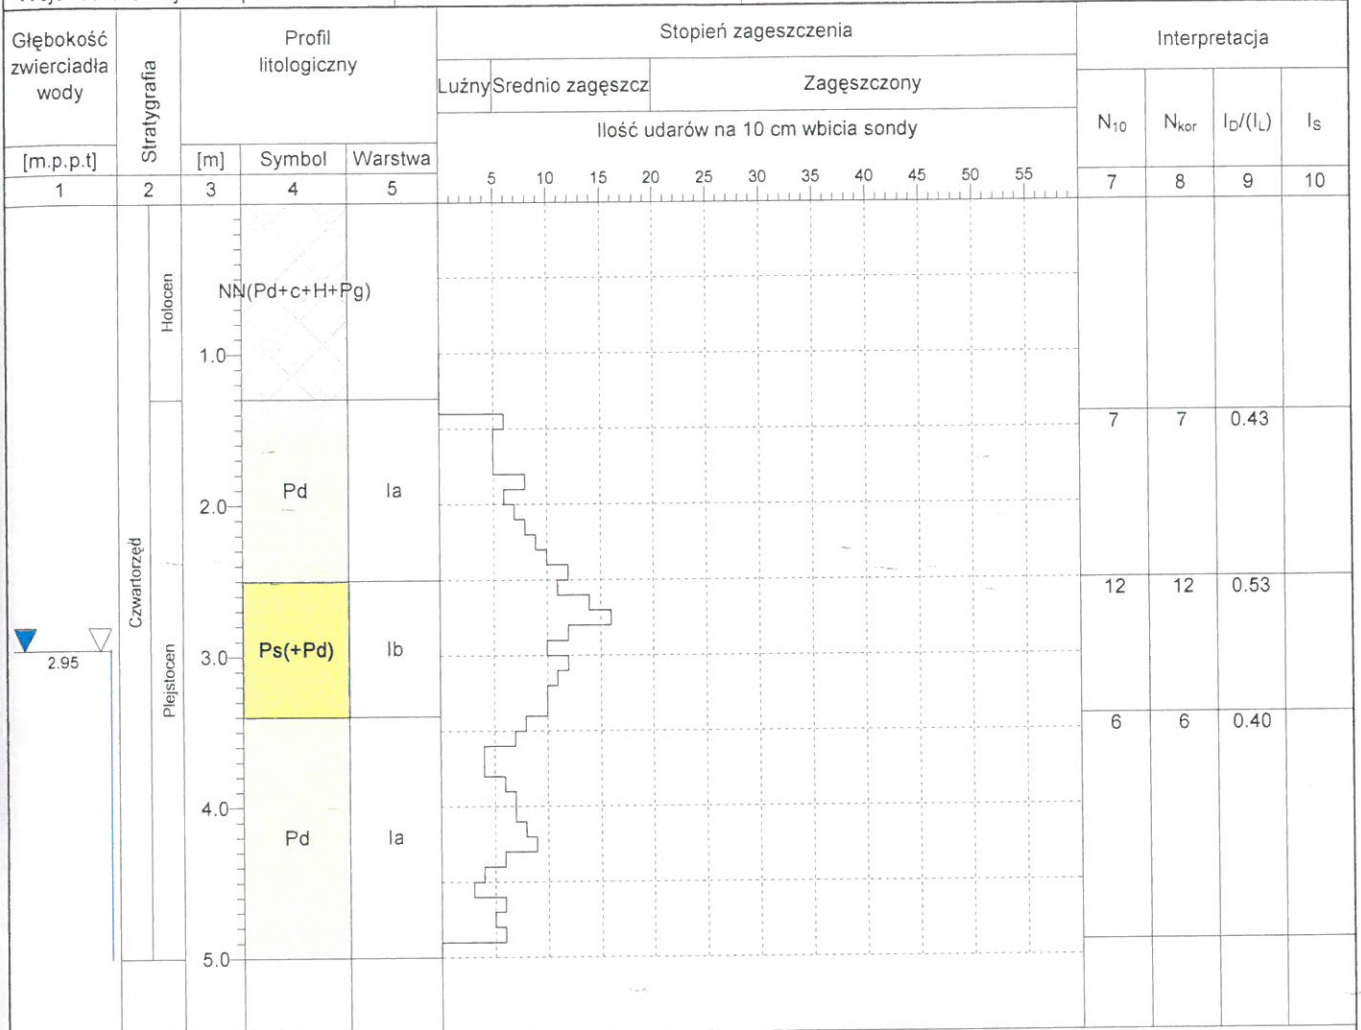 Głębokość
zwierciadła
wody
[m.p.p.t]
1
Stratygrafia
2
Profil
litologiczny
[m] Symbol Warstwa
3 4 5
Stopień zagęszczenia
Luźny Srednio zagęszcz Zagęszczony
Ilość udarów na 10 cm wbicia sondy
5 10 15 20 25 30 35 40 45 50 55
Interpretacja
N10 Nkor ID/(IL) IS
7 8 9 10
Holocen
NN(Pd+c+H+Pg)
1.0
7 7 0.43
Pd Ia
2.0
Czwartorzęd
12 12 0.53
Plejstocen
2.95
3.0 Ps(+Pd) Ib
6 6 0.40
4.0
Pd Ia
5.0